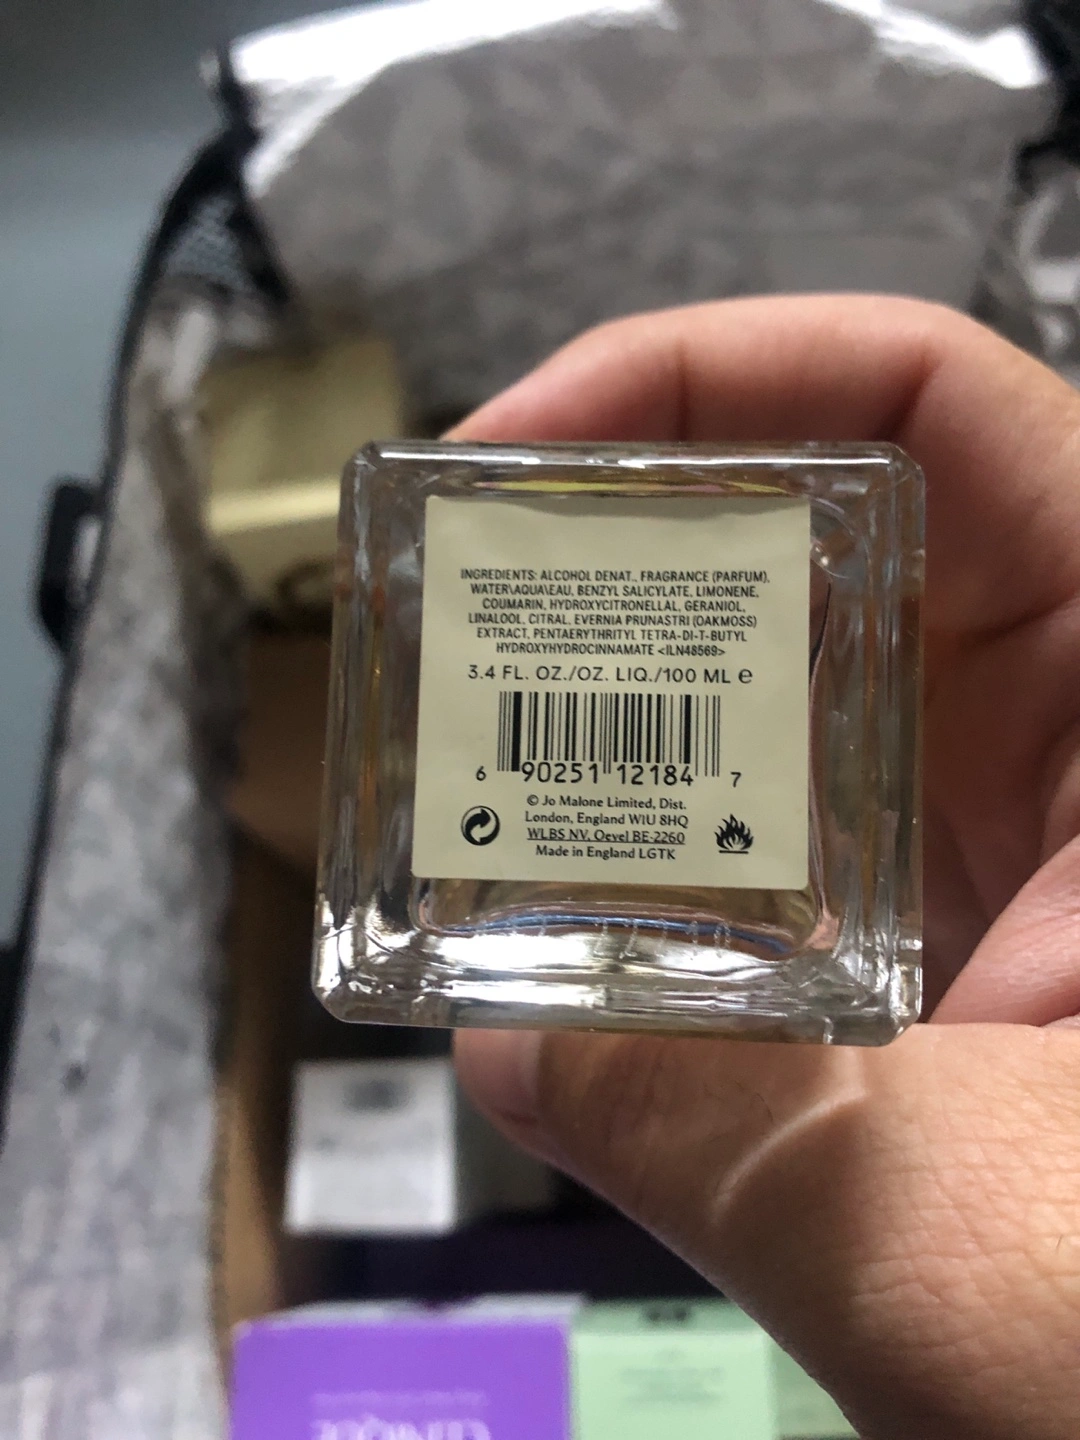 INGREDIENTS: ALCOHOL DENAT., FRAGRANCE (PARFUM),
WATER\AQUA\EAU, BENZYL SALICYLATE, LIMONENE,
COUMARIN, HYDROXYCITRONELLAL, GERANIOL,
LINALOOL, CITRAL, EVERNIA PRUNASTRI (OAKMOSS)
EXTRACT, PENTAERYTHRITYL TETRA-DI-T-BUTYL
HYDROXYHYDROCINNAMATE <ILN48569>
3.4 FL. OZ./OZ. LIQ./100 ML e
6 90251 12184 7
© Jo Malone Limited, Dist.
London, England W1U 8HQ
WLBS NV, Oevel BE-2260
Made in England LGTK
CLINIQUE